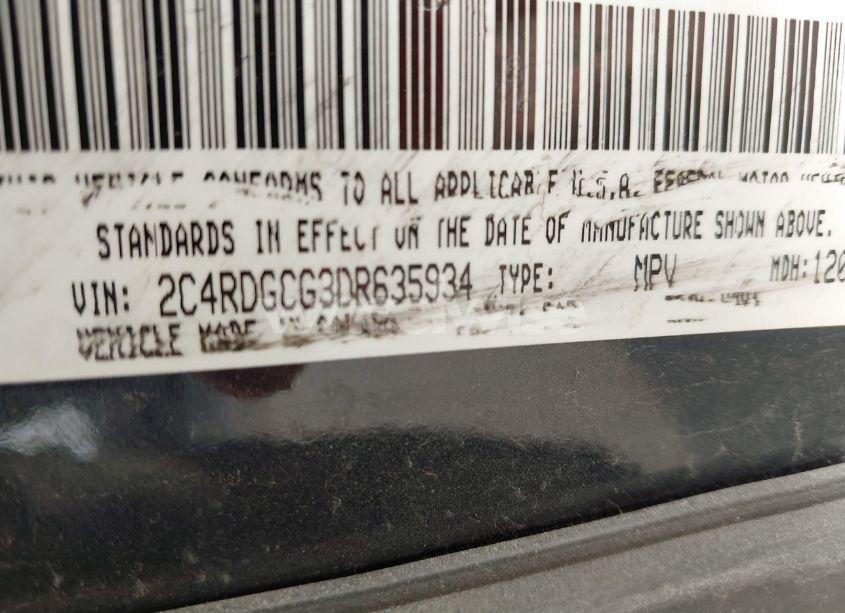 VEHICLE CONFORMS TO ALL APPLICABLE U.S.A. FEDERAL MOTOR
STANDARDS IN EFFECT ON THE DATE OF MANUFACTURE SHOWN ABOVE.
VIN: 2C4RDGCG3DR635934 TYPE: MPV MDH:120
VEHICLE MADE IN CANADA